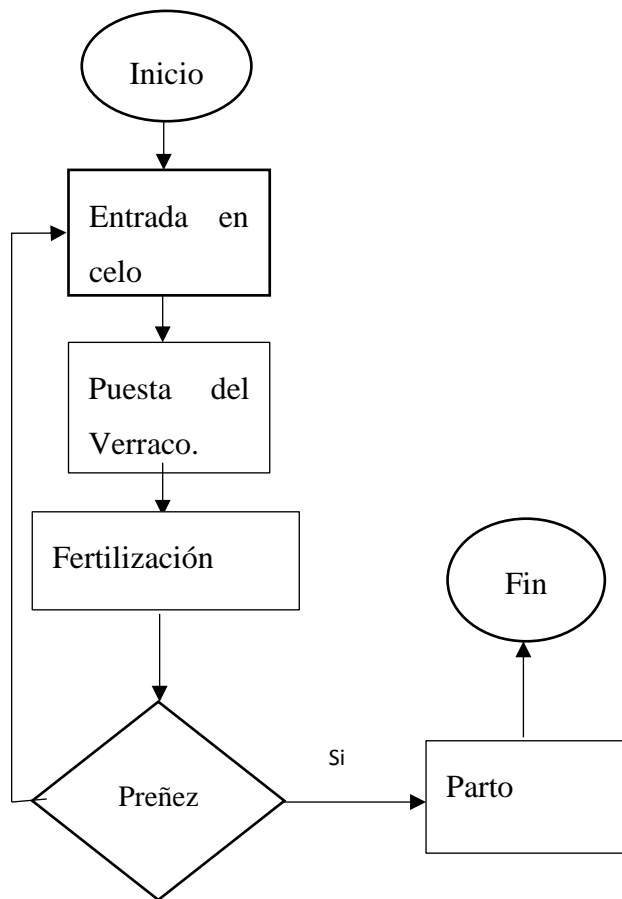 Inicio
Entrada en
celo
Puesta del
Verraco.
Fertilización
Preñez
Si
Parto
Fin